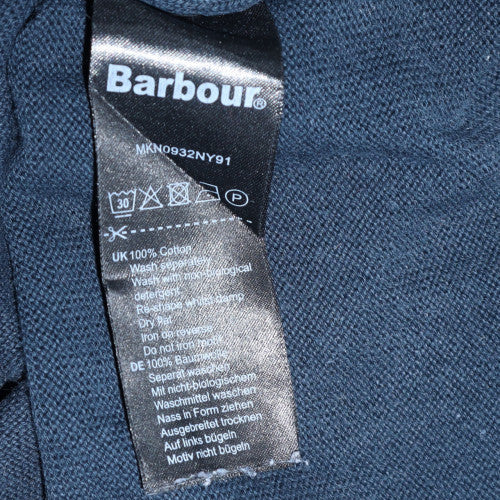 Barbour®
MKN0932NY91
30 P
UK 100% Cotton
Wash separately
Wash with non-biological
detergent
Re-shape whilst damp
Dry flat
Iron on reverse
Do not iron motif
DE 100% Baumwolle
Separat waschen
Mit nicht-biologischem
Waschmittel waschen
Nass in Form ziehen
Ausgebreitet trocknen
Auf links bügeln
Motiv nicht bügeln